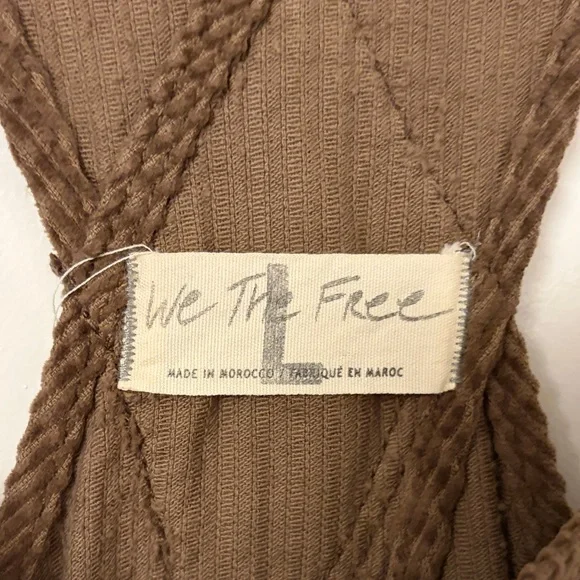 We The Free
L
MADE IN MOROCCO / FABRIQUÉ EN MAROC